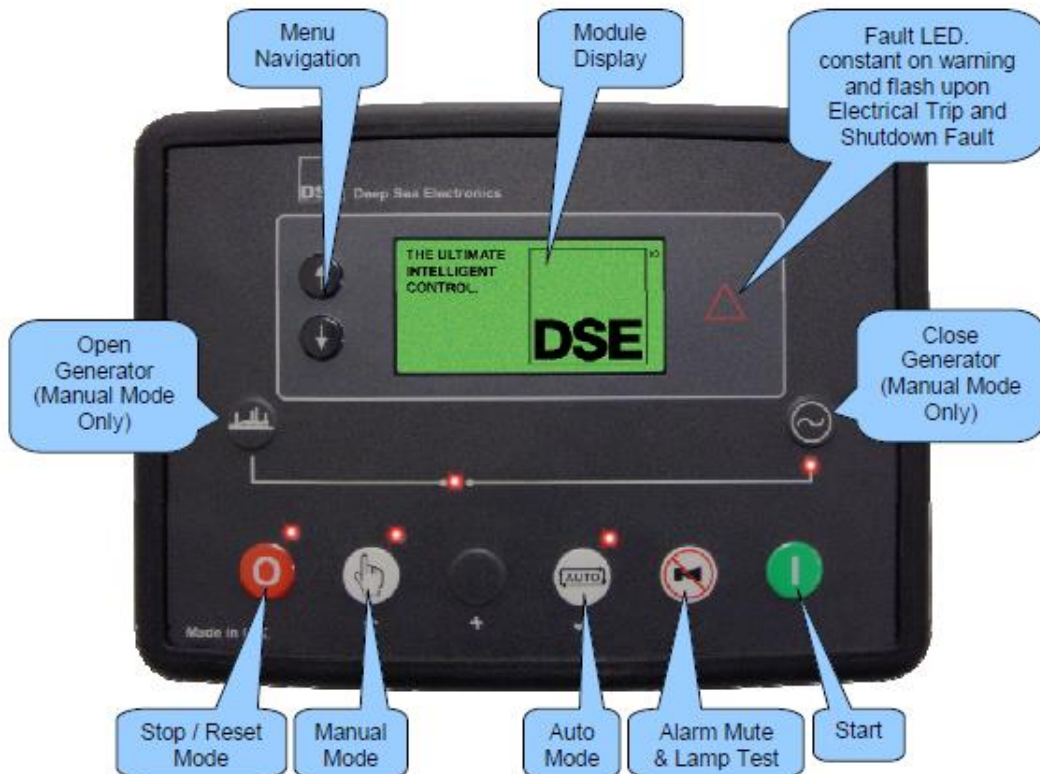 Menu
Navigation
Module
Display
Fault LED.
constant on warning
and flash upon
Electrical Trip and
Shutdown Fault
DSE Deep Sea Electronics
THE ULTIMATE
INTELLIGENT
CONTROL.
DSE
Open
Generator
(Manual Mode
Only)
Close
Generator
(Manual Mode
Only)
O
AUTO
I
+
Made in
Stop / Reset
Mode
Manual
Mode
Auto
Mode
Alarm Mute
& Lamp Test
Start